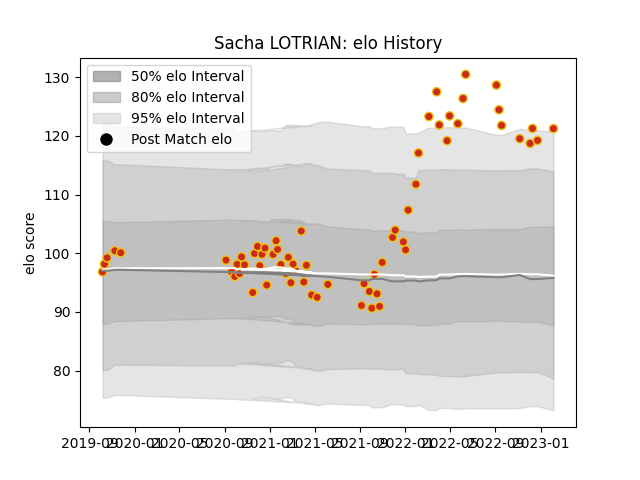 Sacha LOTRIAN: elo History
50% elo Interval
80% elo Interval
95% elo Interval
Post Match elo
elo score
130
120
110
100
90
80
2019-09
2020-01
2020-05
2020-09
2021-01
2021-05
2021-09
2022-01
2022-05
2022-09
2023-01